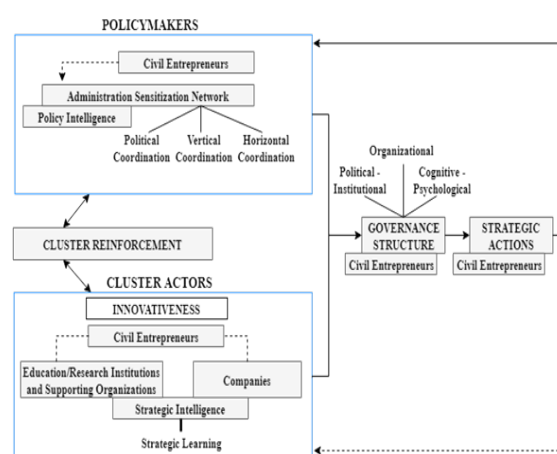 POLICYMAKERS
Civil Entrepreneurs
Administration Sensitization Network
Policy Intelligence
Political
Coordination
Vertical
Coordination
Horizontal
Coordination
CLUSTER REINFORCEMENT
CLUSTER ACTORS
INNOVATIVENESS
Civil Entrepreneurs
Education/Research Institutions
and Supporting Organizations
Companies
Strategic Intelligence
Strategic Learning
Organizational
Political -
Institutional
Cognitive -
Psychological
GOVERNANCE
STRUCTURE
Civil Entrepreneurs
STRATEGIC
ACTIONS
Civil Entrepreneurs